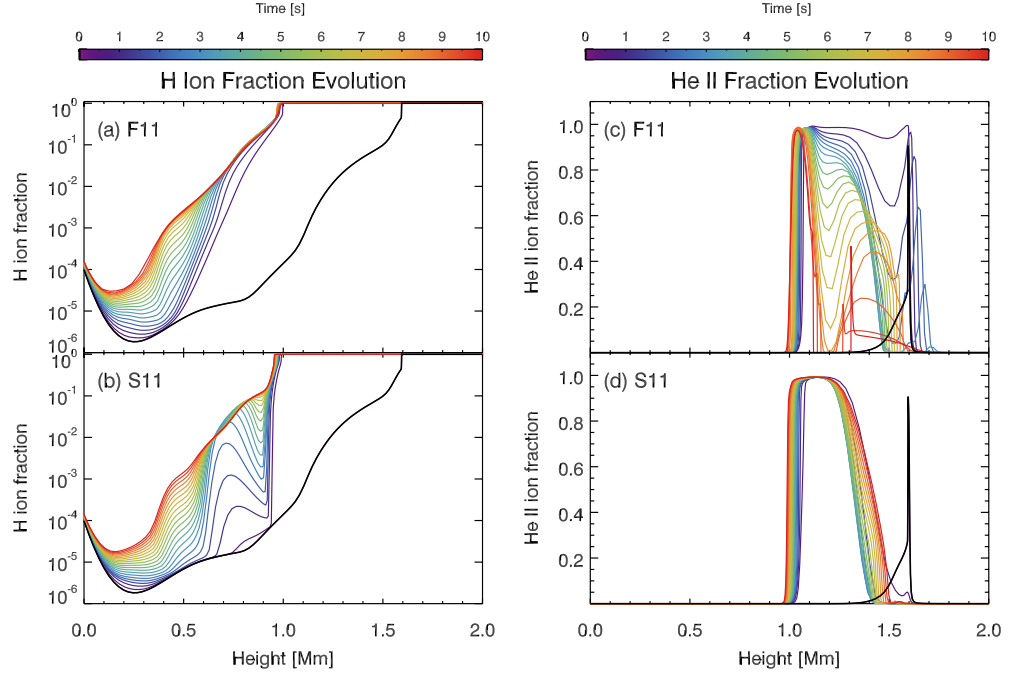 Time [s]
0 1 2 3 4 5 6 7 8 9 10
H Ion Fraction Evolution
(a) F11
H ion fraction
10^0
10^-1
10^-2
10^-3
10^-4
10^-5
10^-6
(b) S11
H ion fraction
10^0
10^-1
10^-2
10^-3
10^-4
10^-5
10^-6
0.0 0.5 1.0 1.5 2.0
Height [Mm]
Time [s]
0 1 2 3 4 5 6 7 8 9 10
He II Fraction Evolution
(c) F11
He II ion fraction
1.0
0.8
0.6
0.4
0.2
(d) S11
He II ion fraction
1.0
0.8
0.6
0.4
0.2
0.0 0.5 1.0 1.5 2.0
Height [Mm]